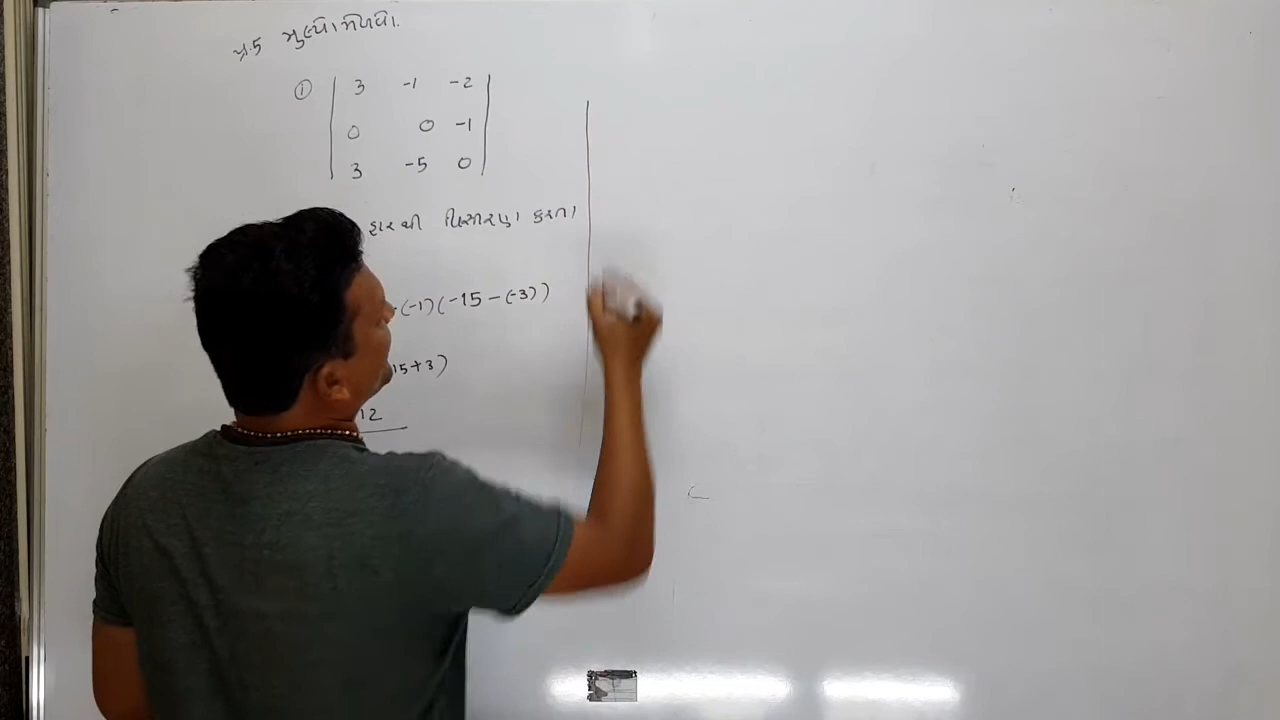 પ્ર.5 મુલ્યો મેળવો.
① | 3 -1 -2 |
| 0 0 -1 |
| 3 -5 0 |
હારથી વિસ્તરણ કરતા
-(-1)(-15-(-3))
15+3)
12